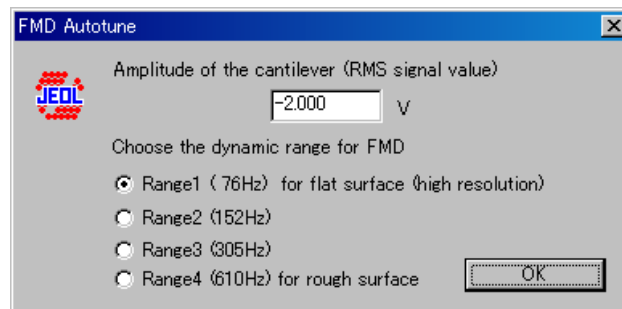 FMD Autotune
Amplitude of the cantilever (RMS signal value)
JEOL
-2.000 V
Choose the dynamic range for FMD
Range1 ( 76Hz) for flat surface (high resolution)
Range2 (152Hz)
Range3 (305Hz)
Range4 (610Hz) for rough surface
OK